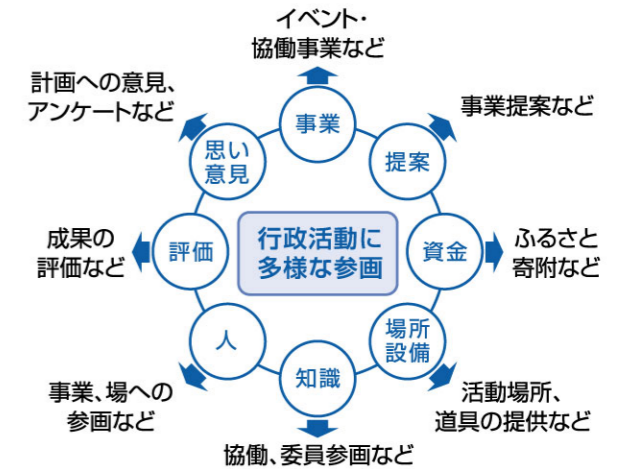 イベント・
協働事業など
計画への意見、
アンケートなど
事業提案など
事業
思い
意見
提案
成果の
評価など
評価
行政活動に
多様な参画
資金
ふるさと
寄附など
人
場所
設備
知識
事業、場への
参画など
活動場所、
道具の提供など
協働、委員参画など